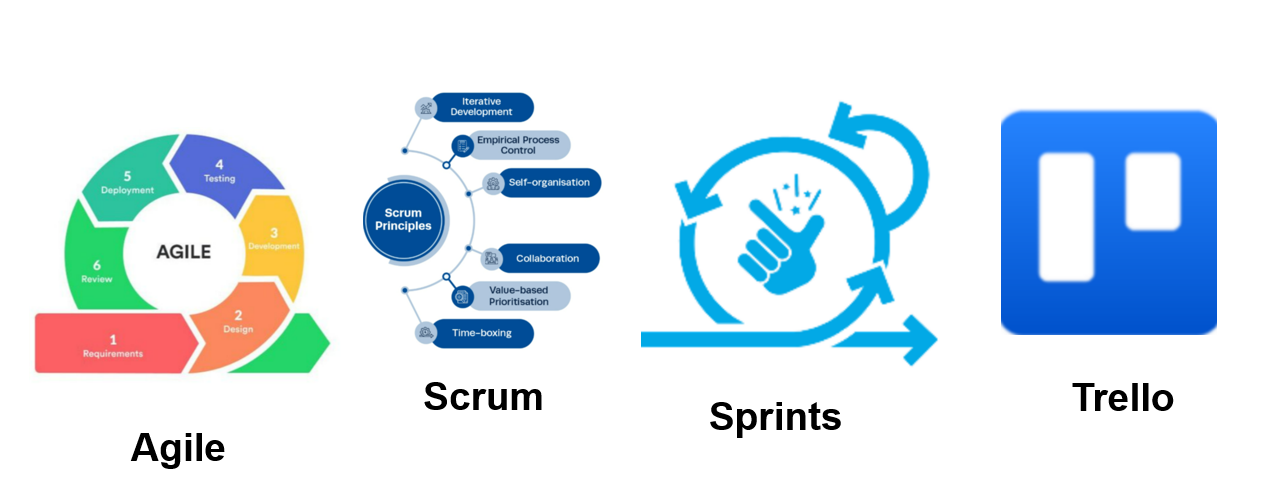 AGILE
1
Requirements
2
Design
3
Development
4
Testing
5
Deployment
6
Review
Agile
Scrum
Principles
Iterative
Development
Empirical Process
Control
Self-organisation
Collaboration
Value-based
Prioritisation
Time-boxing
Scrum
Sprints
Trello